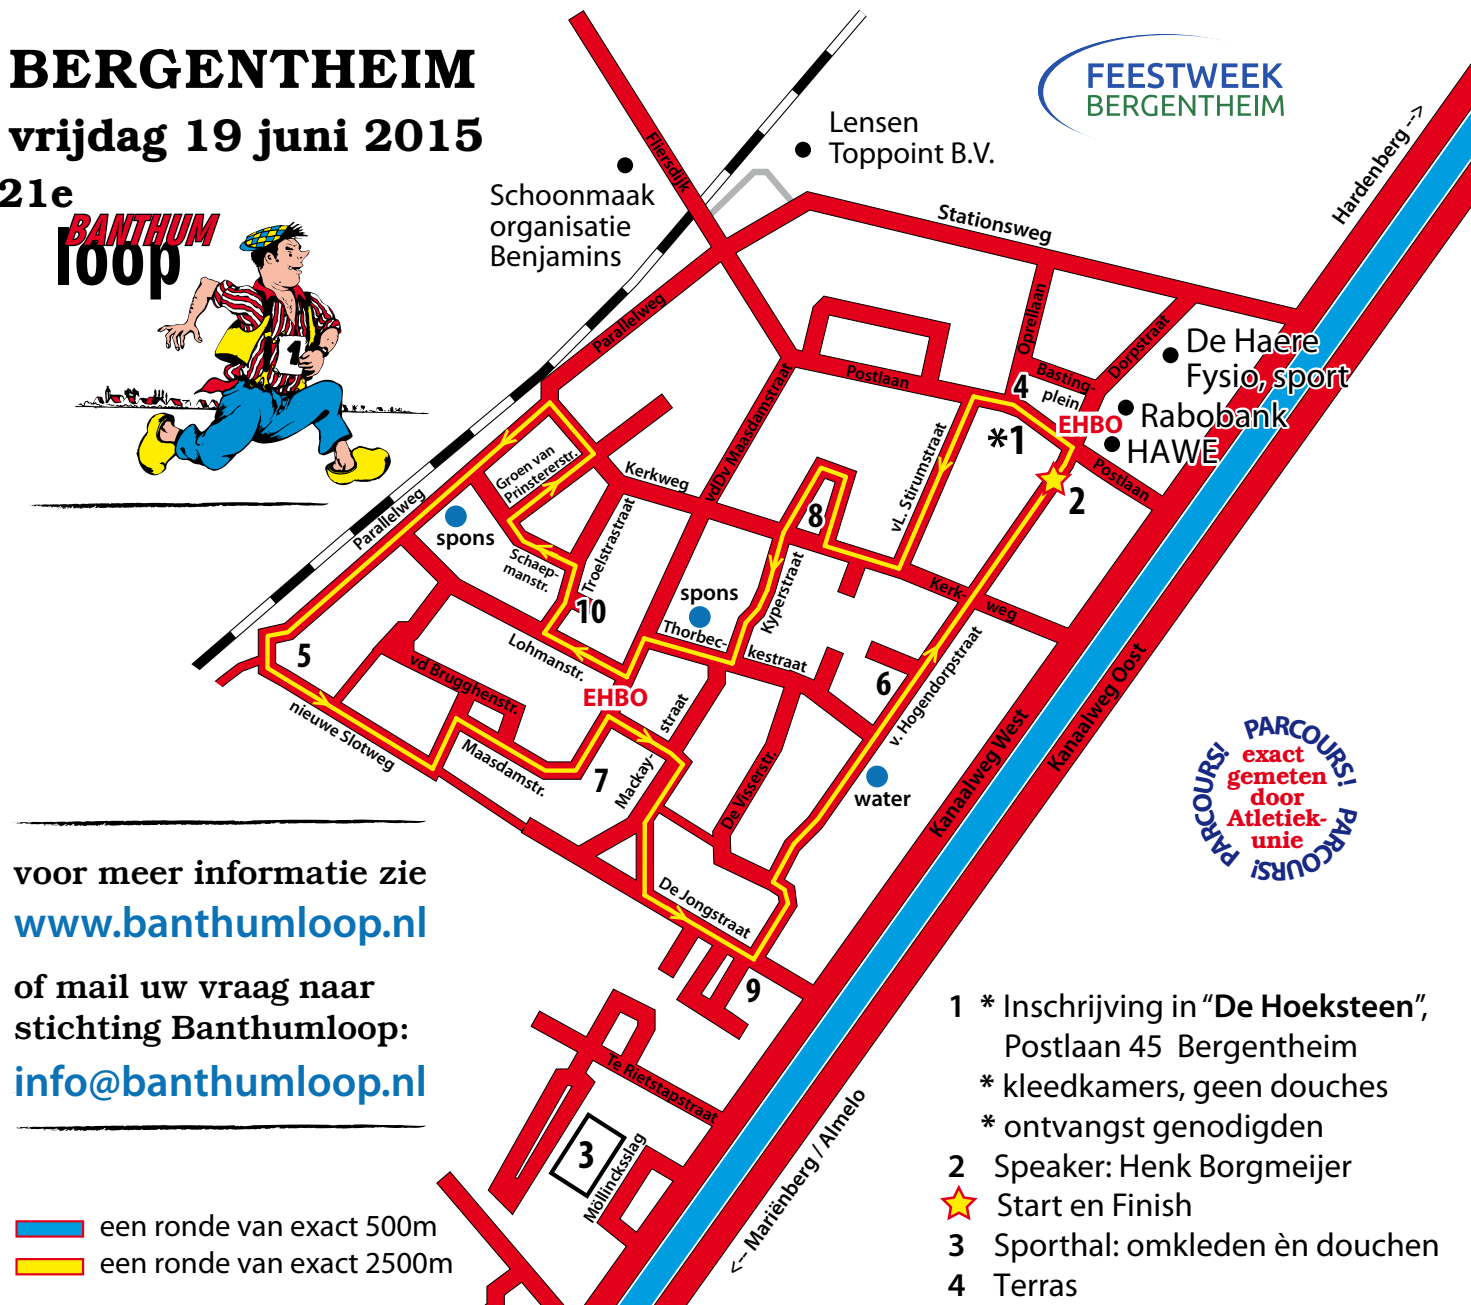 BERGENTHEIM
vrijdag 19 juni 2015
21e
BANTHUM
loop
1
FEESTWEEK
BERGENTHEIM
Lensen
Toppoint B.V.
Schoonmaak
organisatie
Benjamins
Fliersdijk
Stationsweg
Hardenberg -->
Parallelweg
Oprellaan
Dorpstraat
De Haere
Fysio, sport
Rabobank
HAWE
Basting-
plein
4
EHBO
*1
Postlaan
Postlaan
2
vdDv Maasdamstraat
vL. Stirumstraat
Groen van
Prinstererstr.
Kerkweg
8
Parallelweg
spons
Schaep-
manstr.
Troelstrastraat
10
spons
Thorbec-
kestraat
Kyperstraat
Kerk-
weg
5
Lohmanstr.
EHBO
6
v. Hogendorpstraat
vd Brugghenstr.
nieuwe Slotweg
Maasdamstr.
7
Mackay-
straat
De Visserstr.
water
Kanaalweg West
Kanaalweg Oost
PARCOURS! PARCOURS! PARCOURS!
exact
gemeten
door
Atletiek-
unie
De Jongstraat
9
voor meer informatie zie
www.banthumloop.nl
of mail uw vraag naar
stichting Banthumloop:
info@banthumloop.nl
Te Rietstapstraat
3
Möllincksslag
<-- Mariënberg / Almelo
een ronde van exact 500m
een ronde van exact 2500m
1 * Inschrijving in “De Hoeksteen”,
Postlaan 45 Bergentheim
* kleedkamers, geen douches
* ontvangst genodigden
2 Speaker: Henk Borgmeijer
Start en Finish
3 Sporthal: omkleden èn douchen
4 Terras